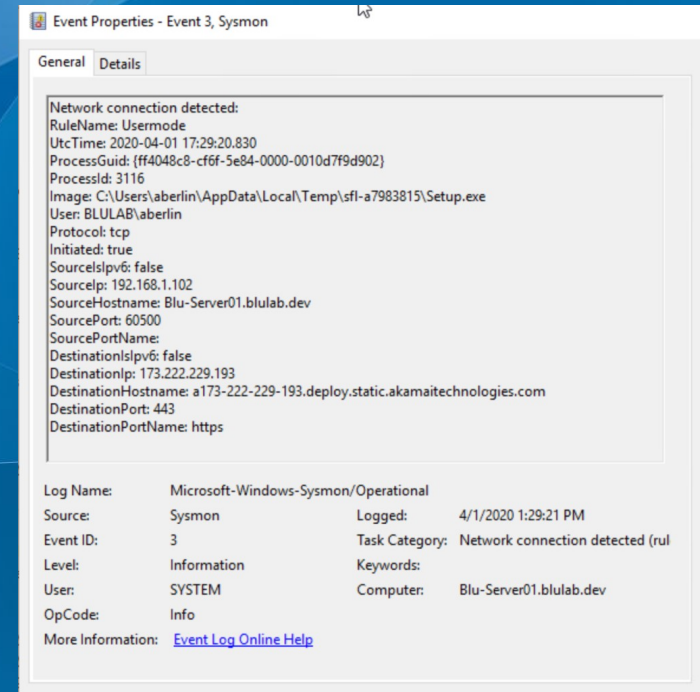 Event Properties - Event 3, Sysmon
General Details
Network connection detected:
RuleName: Usermode
UtcTime: 2020-04-01 17:29:20.830
ProcessGuid: {ff4048c8-cf6f-5e84-0000-0010d7f9d902}
ProcessId: 3116
Image: C:\Users\aberlin\AppData\Local\Temp\sfl-a7983815\Setup.exe
User: BLULAB\aberlin
Protocol: tcp
Initiated: true
SourceIsIpv6: false
SourceIp: 192.168.1.102
SourceHostname: Blu-Server01.blulab.dev
SourcePort: 60500
SourcePortName:
DestinationIsIpv6: false
DestinationIp: 173.222.229.193
DestinationHostname: a173-222-229-193.deploy.static.akamaitechnologies.com
DestinationPort: 443
DestinationPortName: https
Log Name: Microsoft-Windows-Sysmon/Operational
Source: Sysmon Logged: 4/1/2020 1:29:21 PM
Event ID: 3 Task Category: Network connection detected (rul
Level: Information Keywords:
User: SYSTEM Computer: Blu-Server01.blulab.dev
OpCode: Info
More Information: Event Log Online Help